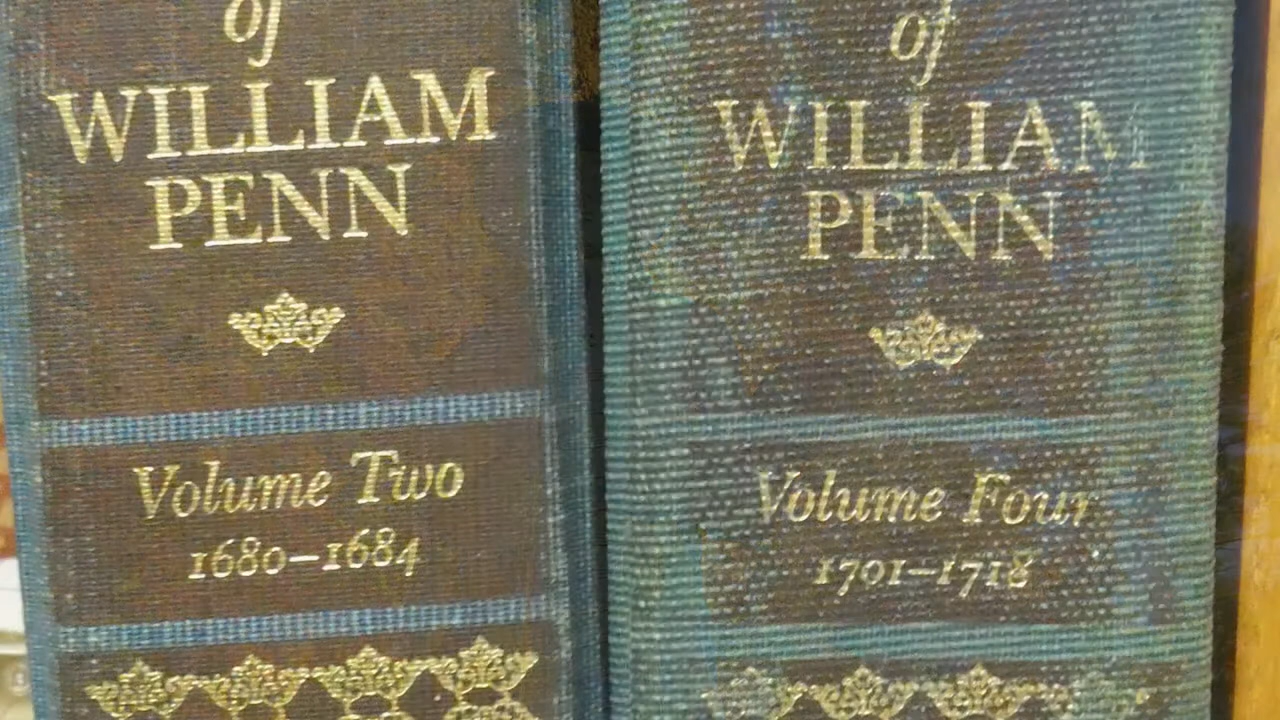 of
WILLIAM
PENN
Volume Two
1680–1684
of
WILLIAM
PENN
Volume Four
1701–1718